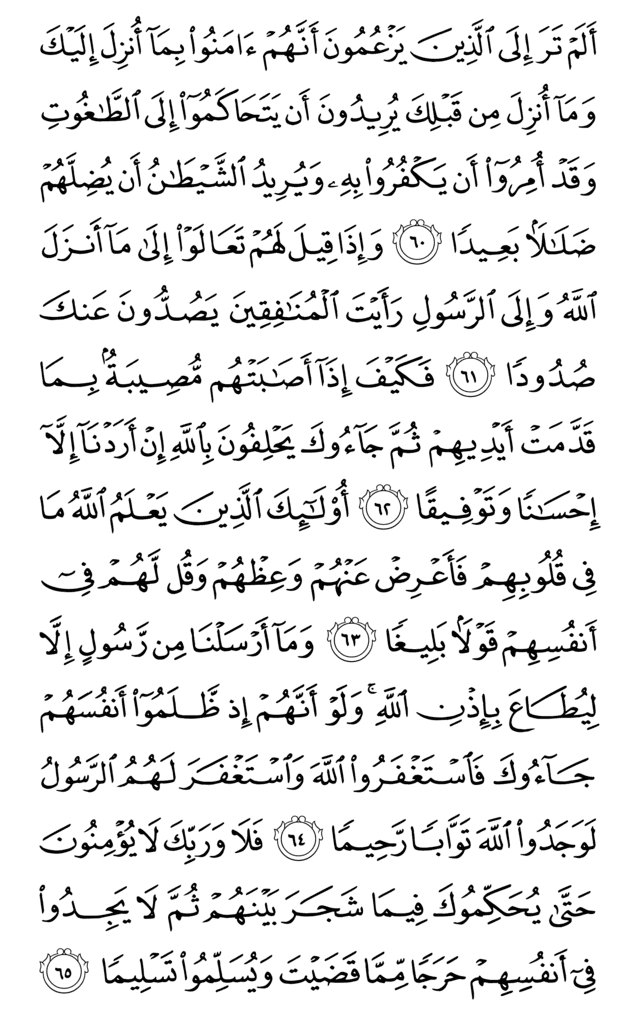 أَلَمْ تَرَ إِلَى ٱلَّذِينَ يَزْعُمُونَ أَنَّهُمْ ءَامَنُوا۟ بِمَآ أُنزِلَ إِلَيْكَ
وَمَآ أُنزِلَ مِن قَبْلِكَ يُرِيدُونَ أَن يَتَحَاكَمُوٓا۟ إِلَى ٱلطَّـٰغُوتِ
وَقَدْ أُمِرُوٓا۟ أَن يَكْفُرُوا۟ بِهِۦ وَيُرِيدُ ٱلشَّيْطَـٰنُ أَن يُضِلَّهُمْ
ضَلَـٰلًۢا بَعِيدًا ٦٠ وَإِذَا قِيلَ لَهُمْ تَعَالَوْا۟ إِلَىٰ مَآ أَنزَلَ
ٱللَّهُ وَإِلَى ٱلرَّسُولِ رَأَيْتَ ٱلْمُنَـٰفِقِينَ يَصُدُّونَ عَنكَ
صُدُودًا ٦١ فَكَيْفَ إِذَآ أَصَـٰبَتْهُم مُّصِيبَةٌۢ بِمَا
قَدَّمَتْ أَيْدِيهِمْ ثُمَّ جَآءُوكَ يَحْلِفُونَ بِٱللَّهِ إِنْ أَرَدْنَآ إِلَّآ
إِحْسَـٰنًا وَتَوْفِيقًا ٦٢ أُو۟لَـٰٓئِكَ ٱلَّذِينَ يَعْلَمُ ٱللَّهُ مَا
فِى قُلُوبِهِمْ فَأَعْرِضْ عَنْهُمْ وَعِظْهُمْ وَقُل لَّهُمْ فِىٓ
أَنفُسِهِمْ قَوْلًۢا بَلِيغًا ٦٣ وَمَآ أَرْسَلْنَا مِن رَّسُولٍ إِلَّا
لِيُطَاعَ بِإِذْنِ ٱللَّهِ ۚ وَلَوْ أَنَّهُمْ إِذ ظَّلَمُوٓا۟ أَنفُسَهُمْ
جَآءُوكَ فَٱسْتَغْفَرُوا۟ ٱللَّهَ وَٱسْتَغْفَرَ لَهُمُ ٱلرَّسُولُ
لَوَجَدُوا۟ ٱللَّهَ تَوَّابًا رَّحِيمًا ٦٤ فَلَا وَرَبِّكَ لَا يُؤْمِنُونَ
حَتَّىٰ يُحَكِّمُوكَ فِيمَا شَجَرَ بَيْنَهُمْ ثُمَّ لَا يَجِدُوا۟
فِىٓ أَنفُسِهِمْ حَرَجًا مِّمَّا قَضَيْتَ وَيُسَلِّمُوا۟ تَسْلِيمًا ٦٥